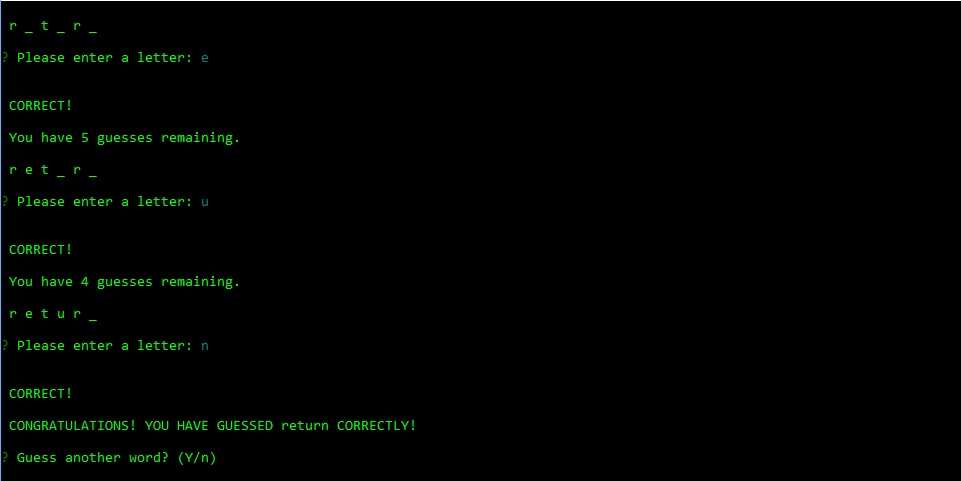 r _ t _ r _
? Please enter a letter: e
CORRECT!
You have 5 guesses remaining.
r e t _ r _
? Please enter a letter: u
CORRECT!
You have 4 guesses remaining.
r e t u r _
? Please enter a letter: n
CORRECT!
CONGRATULATIONS! YOU HAVE GUESSED return CORRECTLY!
? Guess another word? (Y/n)